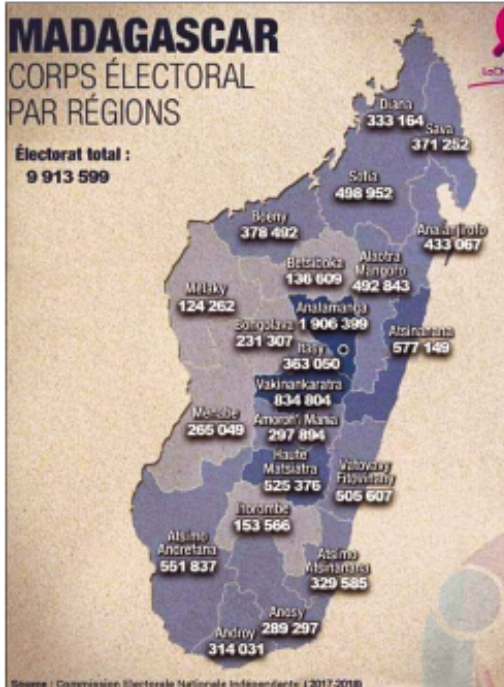 MADAGASCAR
CORPS ÉLECTORAL
PAR RÉGIONS
Électorat total :
9 913 599
Diana
333 164
Sava
371 252
Sofia
498 952
Boeny
378 492
Analanjirofo
433 067
Betsiboka
136 609
Alaotra
Mangoro
492 843
Melaky
124 262
Analamanga
1 906 399
Bongolava
231 307
Atsinanana
577 149
Itasy
363 050
Vakinankaratra
834 804
Menabe
265 049
Amoron'i Mania
297 894
Haute
Matsiatra
525 376
Vatovavy
Fitovinany
505 607
Ihorombe
153 566
Atsimo
Andrefana
551 837
Atsimo
Atsinanana
329 585
Anosy
289 297
Androy
314 031
Source : Commission Electorale Nationale Indépendante (2017-2018)